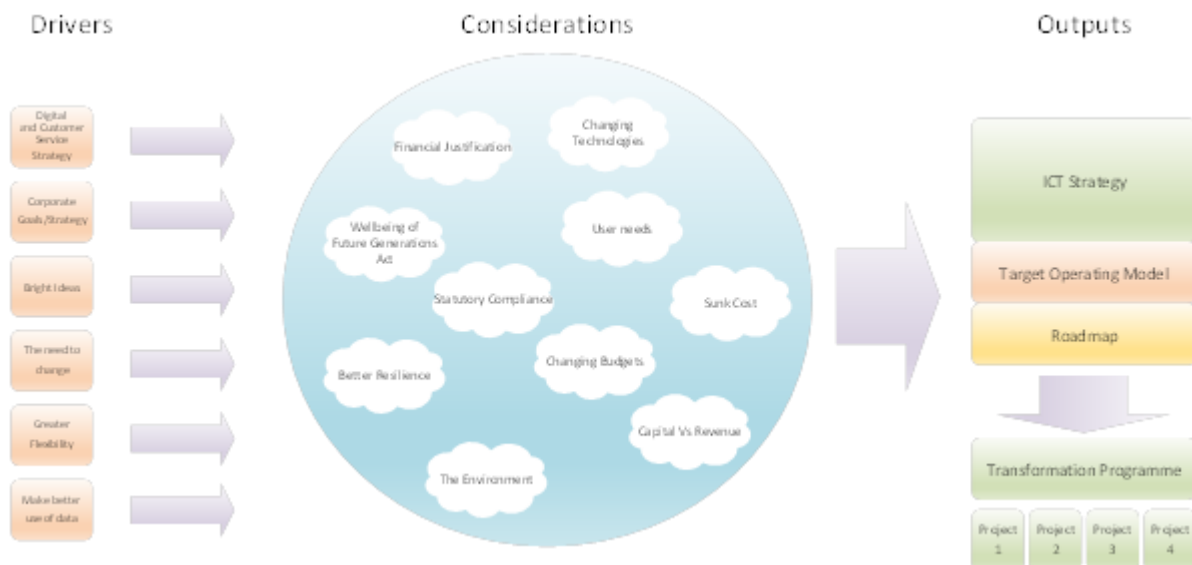 Drivers
Considerations
Outputs
Digital
and Customer
Service
Strategy
Corporate
Goals/Strategy
Bright Ideas
The need to
change
Greater
Flexibility
Make better
use of data
Financial Justification
Changing
Technologies
Wellbeing of
Future Generations
Act
User needs
Statutory Compliance
Sunk Cost
Changing Budgets
Better Resilience
Capital Vs Revenue
The Environment
ICT Strategy
Target Operating Model
Roadmap
Transformation Programme
Project
1
Project
2
Project
3
Project
4